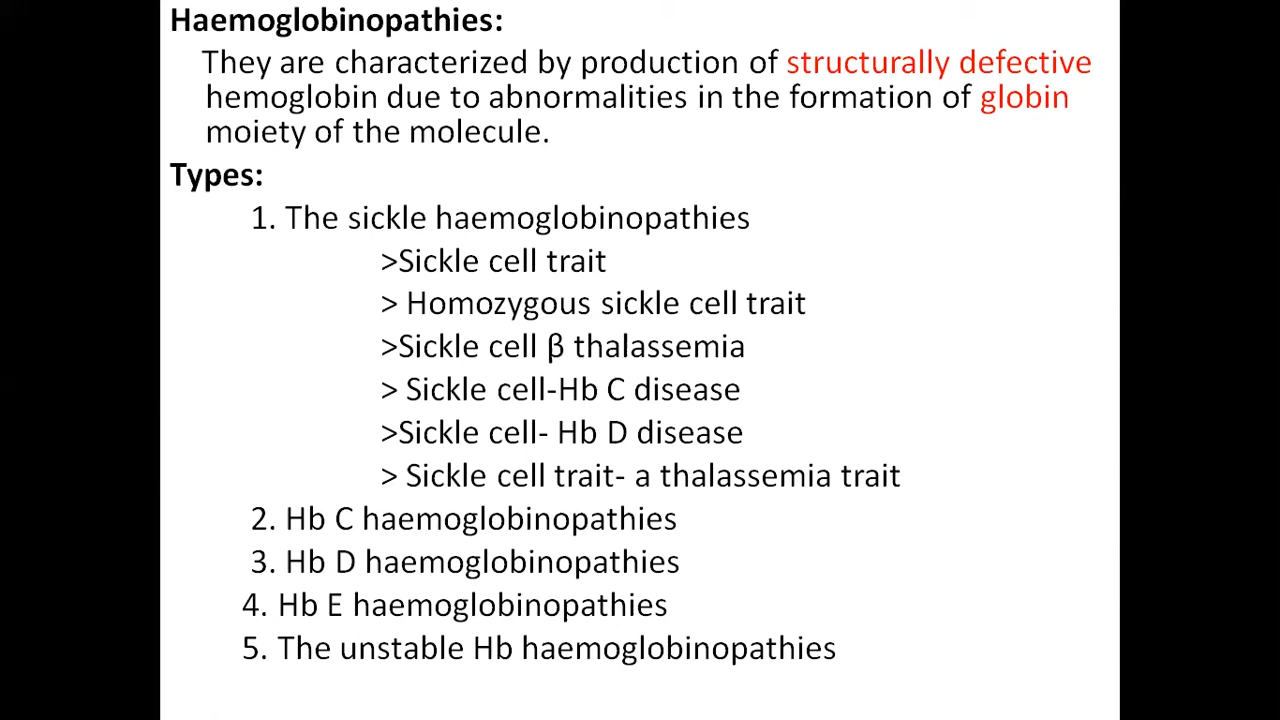 Haemoglobinopathies:
They are characterized by production of structurally defective
hemoglobin due to abnormalities in the formation of globin
moiety of the molecule.
Types:
1. The sickle haemoglobinopathies
>Sickle cell trait
> Homozygous sickle cell trait
>Sickle cell β thalassemia
> Sickle cell-Hb C disease
>Sickle cell- Hb D disease
> Sickle cell trait- a thalassemia trait
2. Hb C haemoglobinopathies
3. Hb D haemoglobinopathies
4. Hb E haemoglobinopathies
5. The unstable Hb haemoglobinopathies